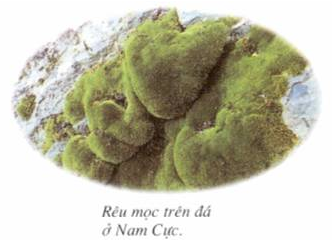 Rêu mọc trên đá
ở Nam Cực.